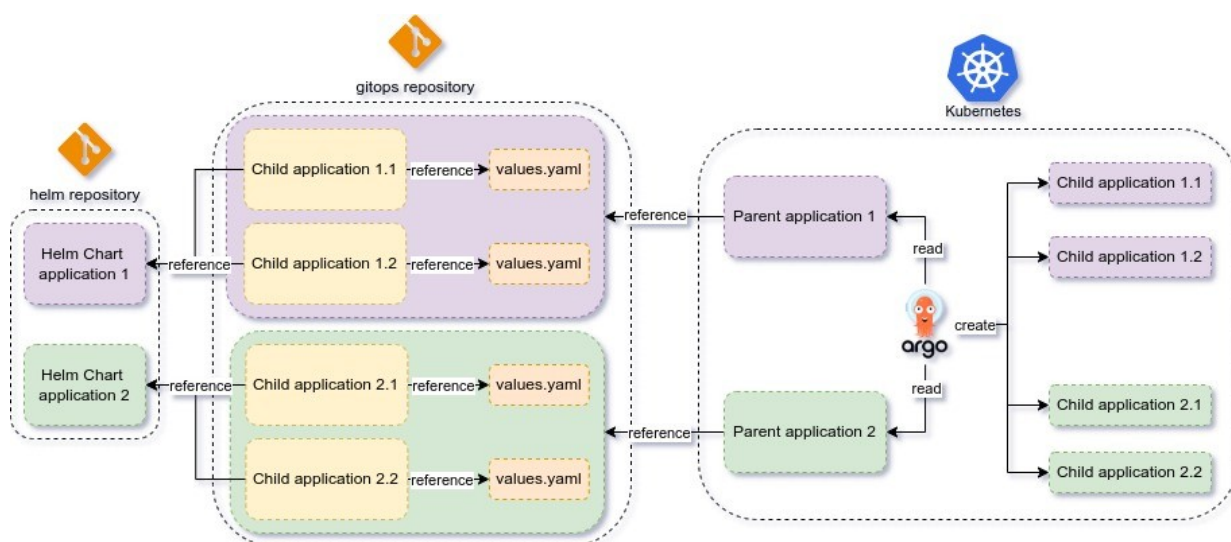 gitops repository
Kubernetes
helm repository
Child application 1.1
reference
values.yaml
Child application 1.2
reference
values.yaml
Helm Chart
application 1
reference
reference
Parent application 1
read
Child application 1.1
Child application 1.2
argo
create
Helm Chart
application 2
reference
Child application 2.1
reference
values.yaml
Child application 2.2
reference
values.yaml
reference
Parent application 2
read
Child application 2.1
Child application 2.2